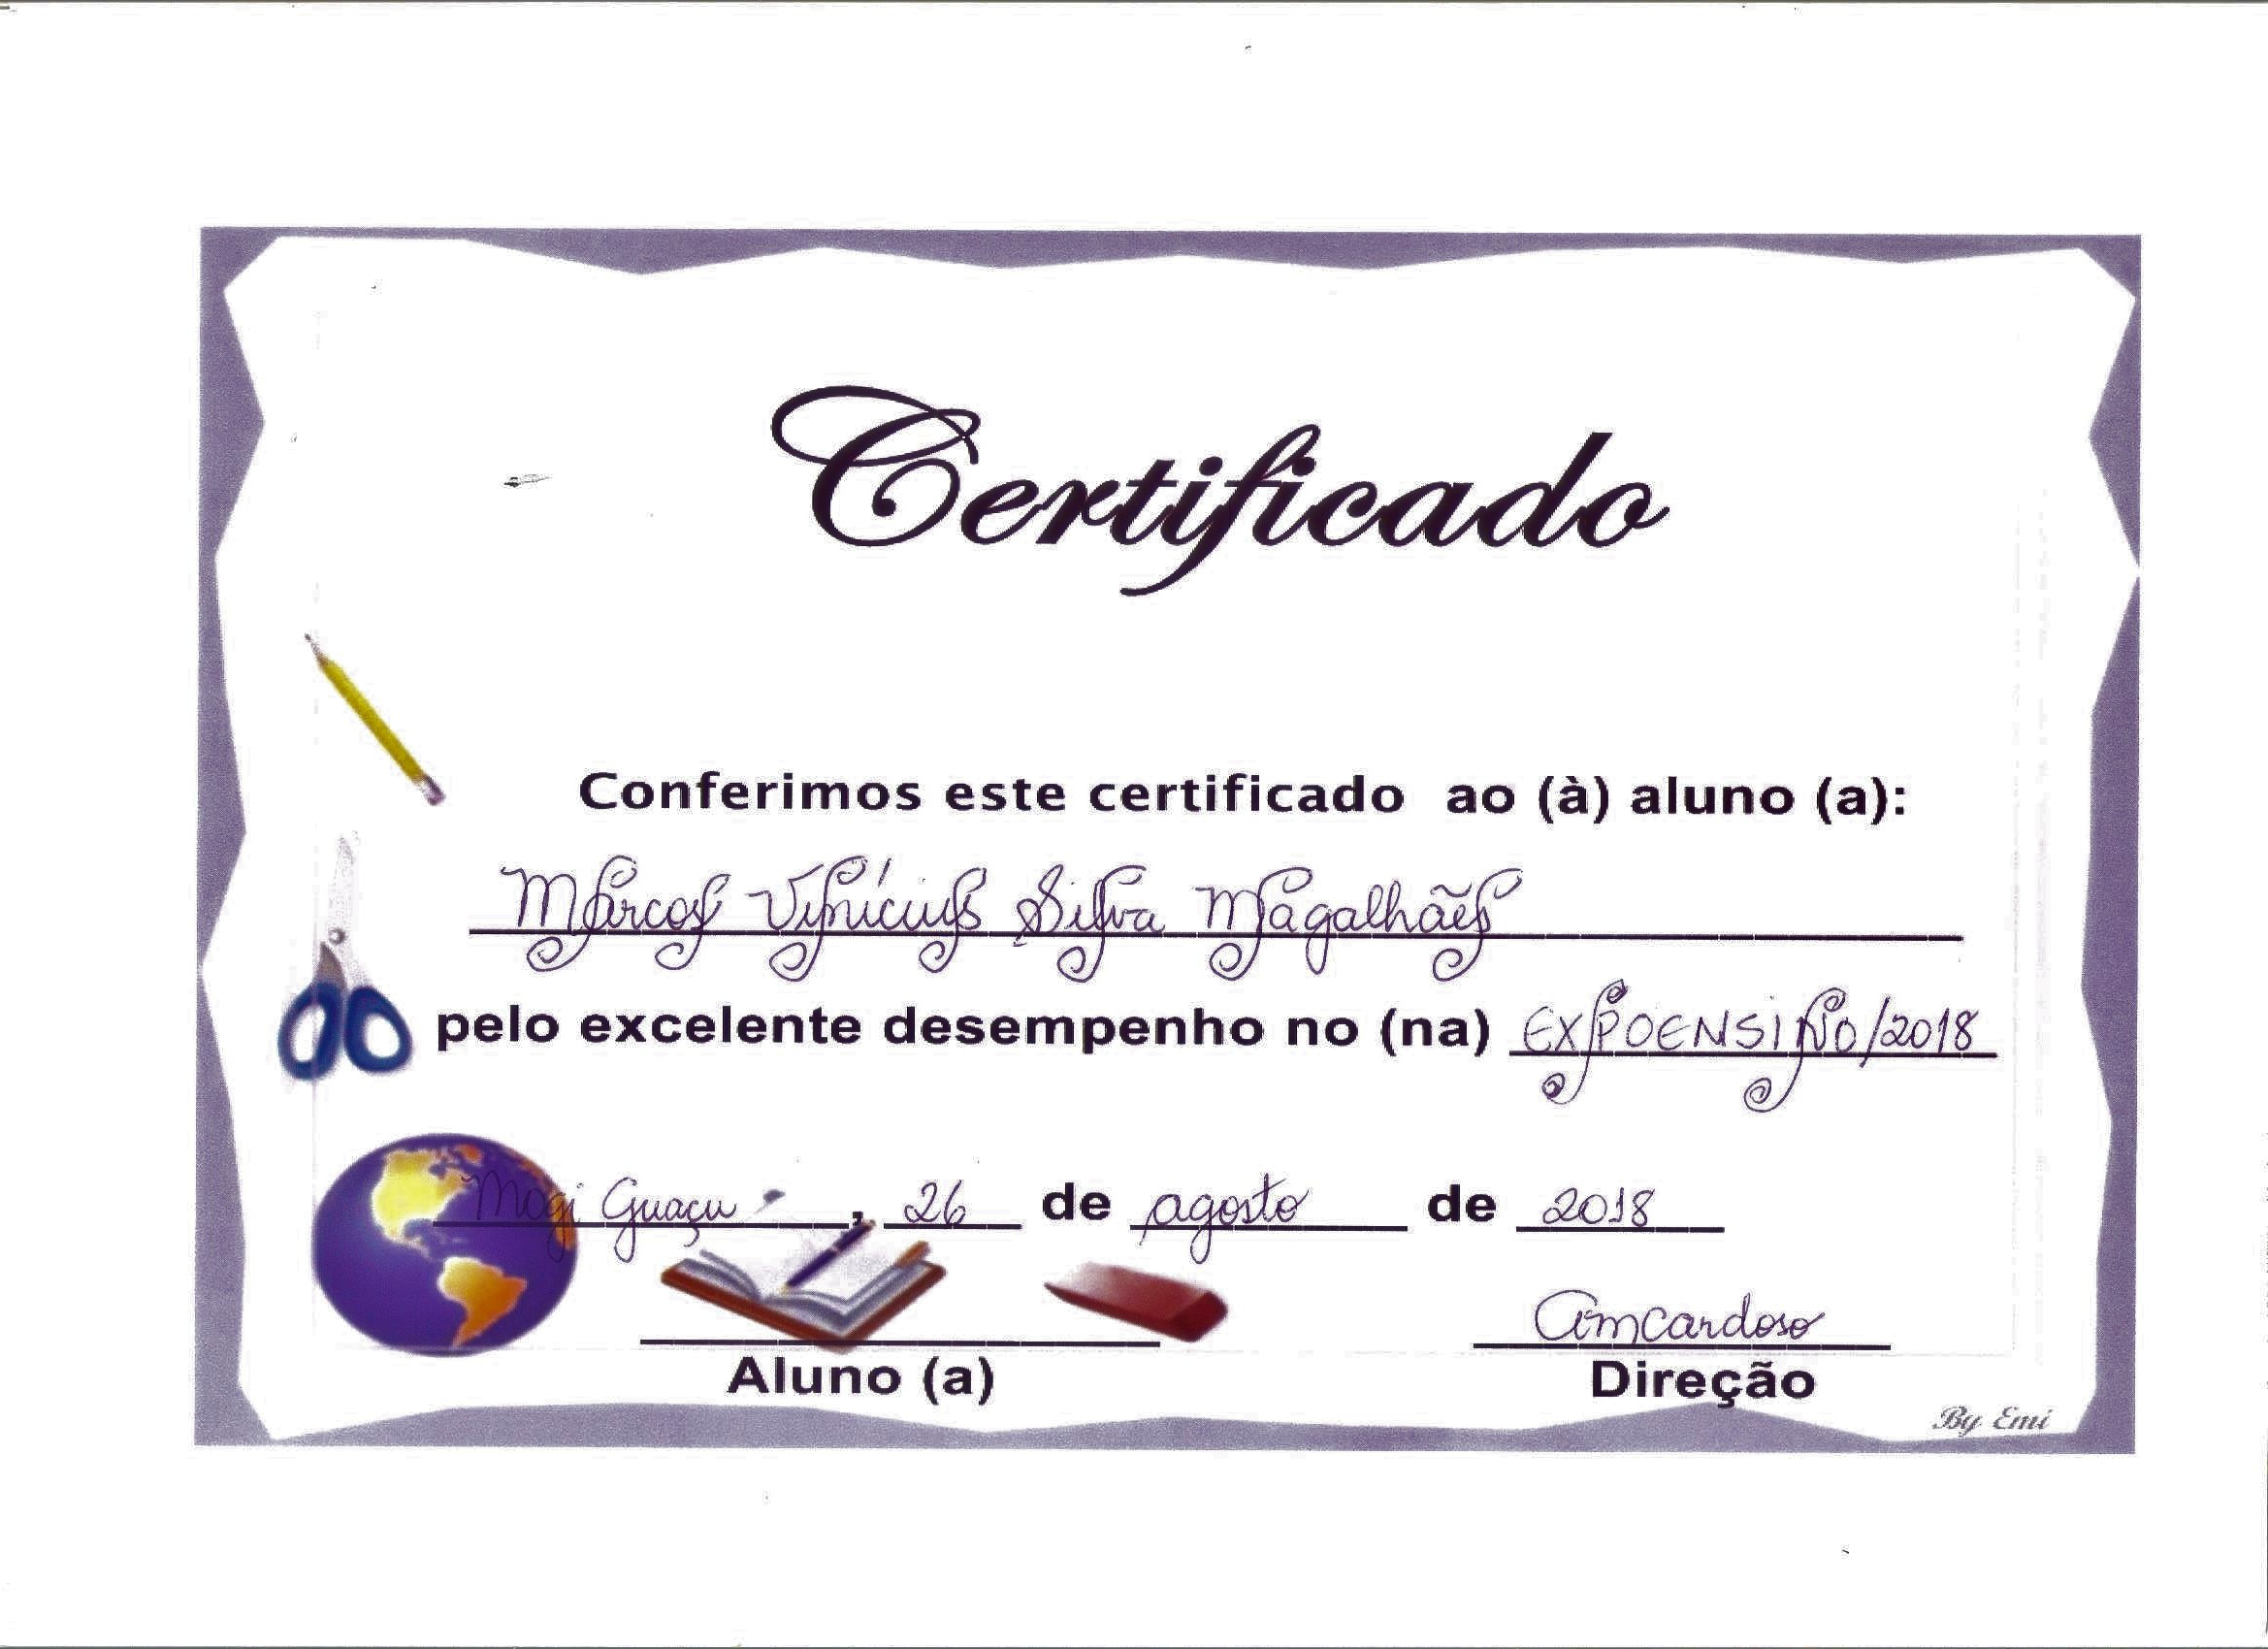 Certificado
Conferimos este certificado ao (à) aluno (a):
Marcos Vinícius Silva Magalhães
pelo excelente desempenho no (na) EXPOENSINO/2018
Mogi Guaçu, 26 de agosto de 2018
amcardoso
Aluno (a) Direção
By Emi